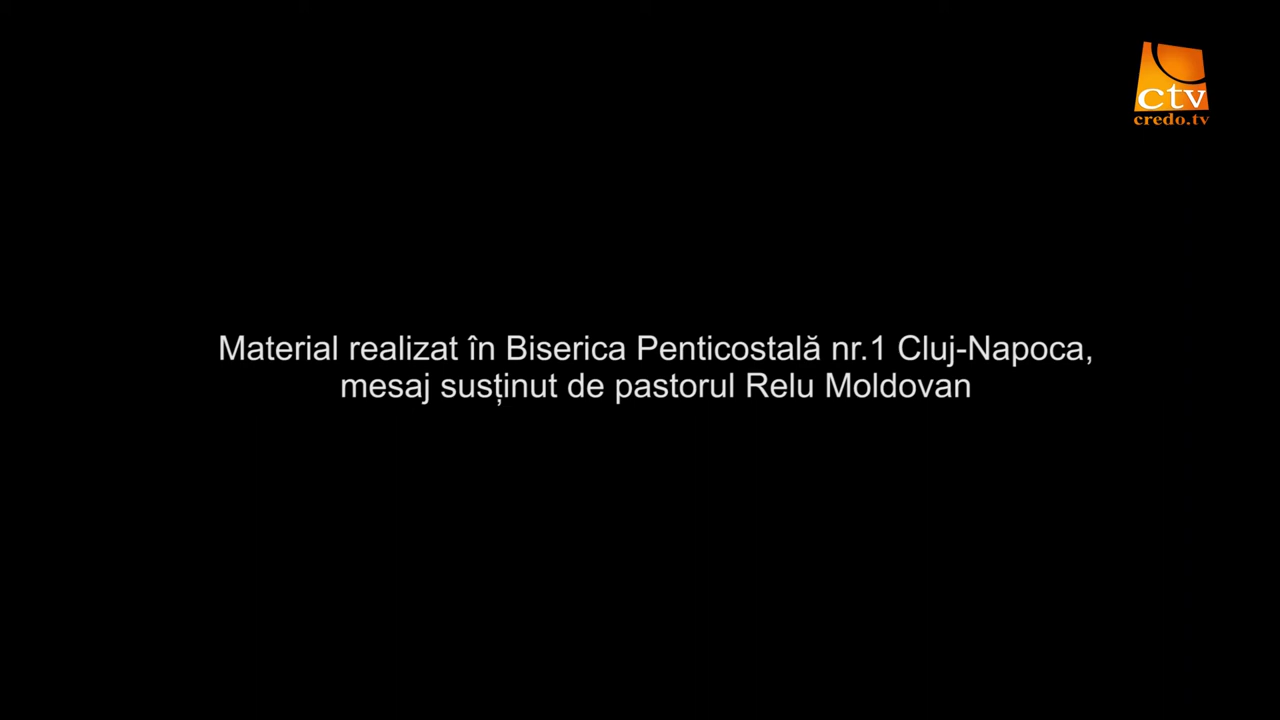 ctv
credo.tv
Material realizat în Biserica Penticostală nr.1 Cluj-Napoca,
mesaj susținut de pastorul Relu Moldovan